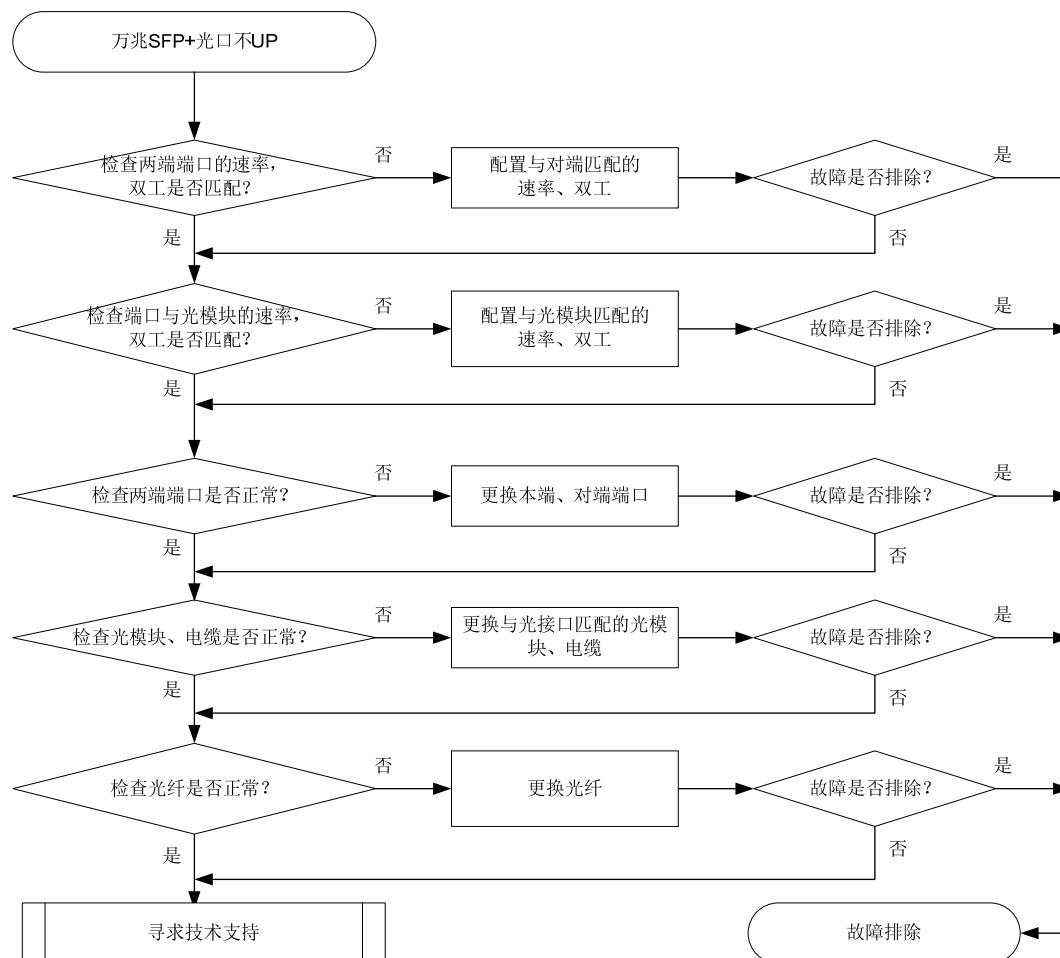 万兆SFP+光口不UP
检查两端端口的速率,
双工是否匹配?
否
配置与对端匹配的
速率、双工
故障是否排除?
是
是
否
检查端口与光模块的速率,
双工是否匹配?
否
配置与光模块匹配的
速率、双工
故障是否排除?
是
是
否
检查两端端口是否正常?
否
更换本端、对端端口
故障是否排除?
是
是
否
检查光模块、电缆是否正常?
否
更换与光接口匹配的光模
块、电缆
故障是否排除?
是
是
否
检查光纤是否正常?
否
更换光纤
故障是否排除?
是
是
否
寻求技术支持
故障排除